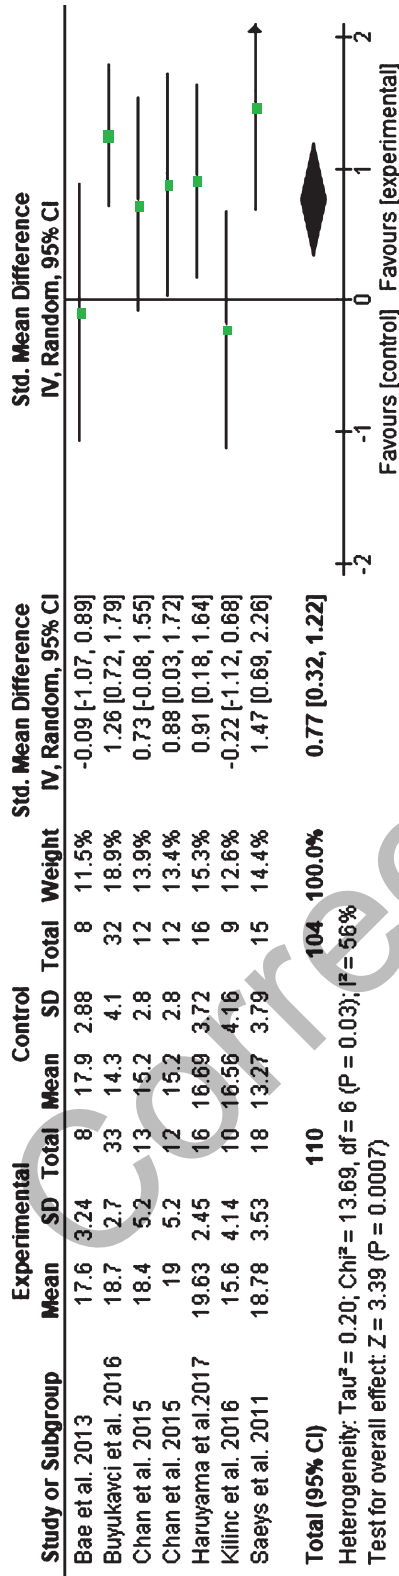 Experimental Control Std. Mean Difference Std. Mean Difference
Study or Subgroup Mean SD Total Mean SD Total Weight IV, Random, 95% CI IV, Random, 95% CI
Bae et al. 2013 17.6 3.24 8 17.9 2.88 8 11.5% -0.09 [-1.07, 0.89]
Buyukavci et al. 2016 18.7 2.7 33 14.3 4.1 32 18.9% 1.26 [0.72, 1.79]
Chan et al. 2015 18.4 5.2 13 15.2 2.8 12 13.9% 0.73 [-0.08, 1.55]
Chan et al. 2015 19 5.2 12 15.2 2.8 12 13.4% 0.88 [0.03, 1.72]
Haruyama et al.2017 19.63 2.45 16 16.69 3.72 16 15.3% 0.91 [0.18, 1.64]
Kilinc et al. 2016 15.6 4.14 10 16.56 4.16 9 12.6% -0.22 [-1.12, 0.68]
Saeys et al. 2011 18.78 3.53 18 13.27 3.79 15 14.4% 1.47 [0.69, 2.26]
Total (95% CI) 110 104 100.0% 0.77 [0.32, 1.22]
Heterogeneity: Tau² = 0.20; Chi² = 13.69, df = 6 (P = 0.03); I² = 56%
Test for overall effect: Z = 3.39 (P = 0.0007)
-2 -1 0 1 2
Favours [control] Favours [experimental]
Correc